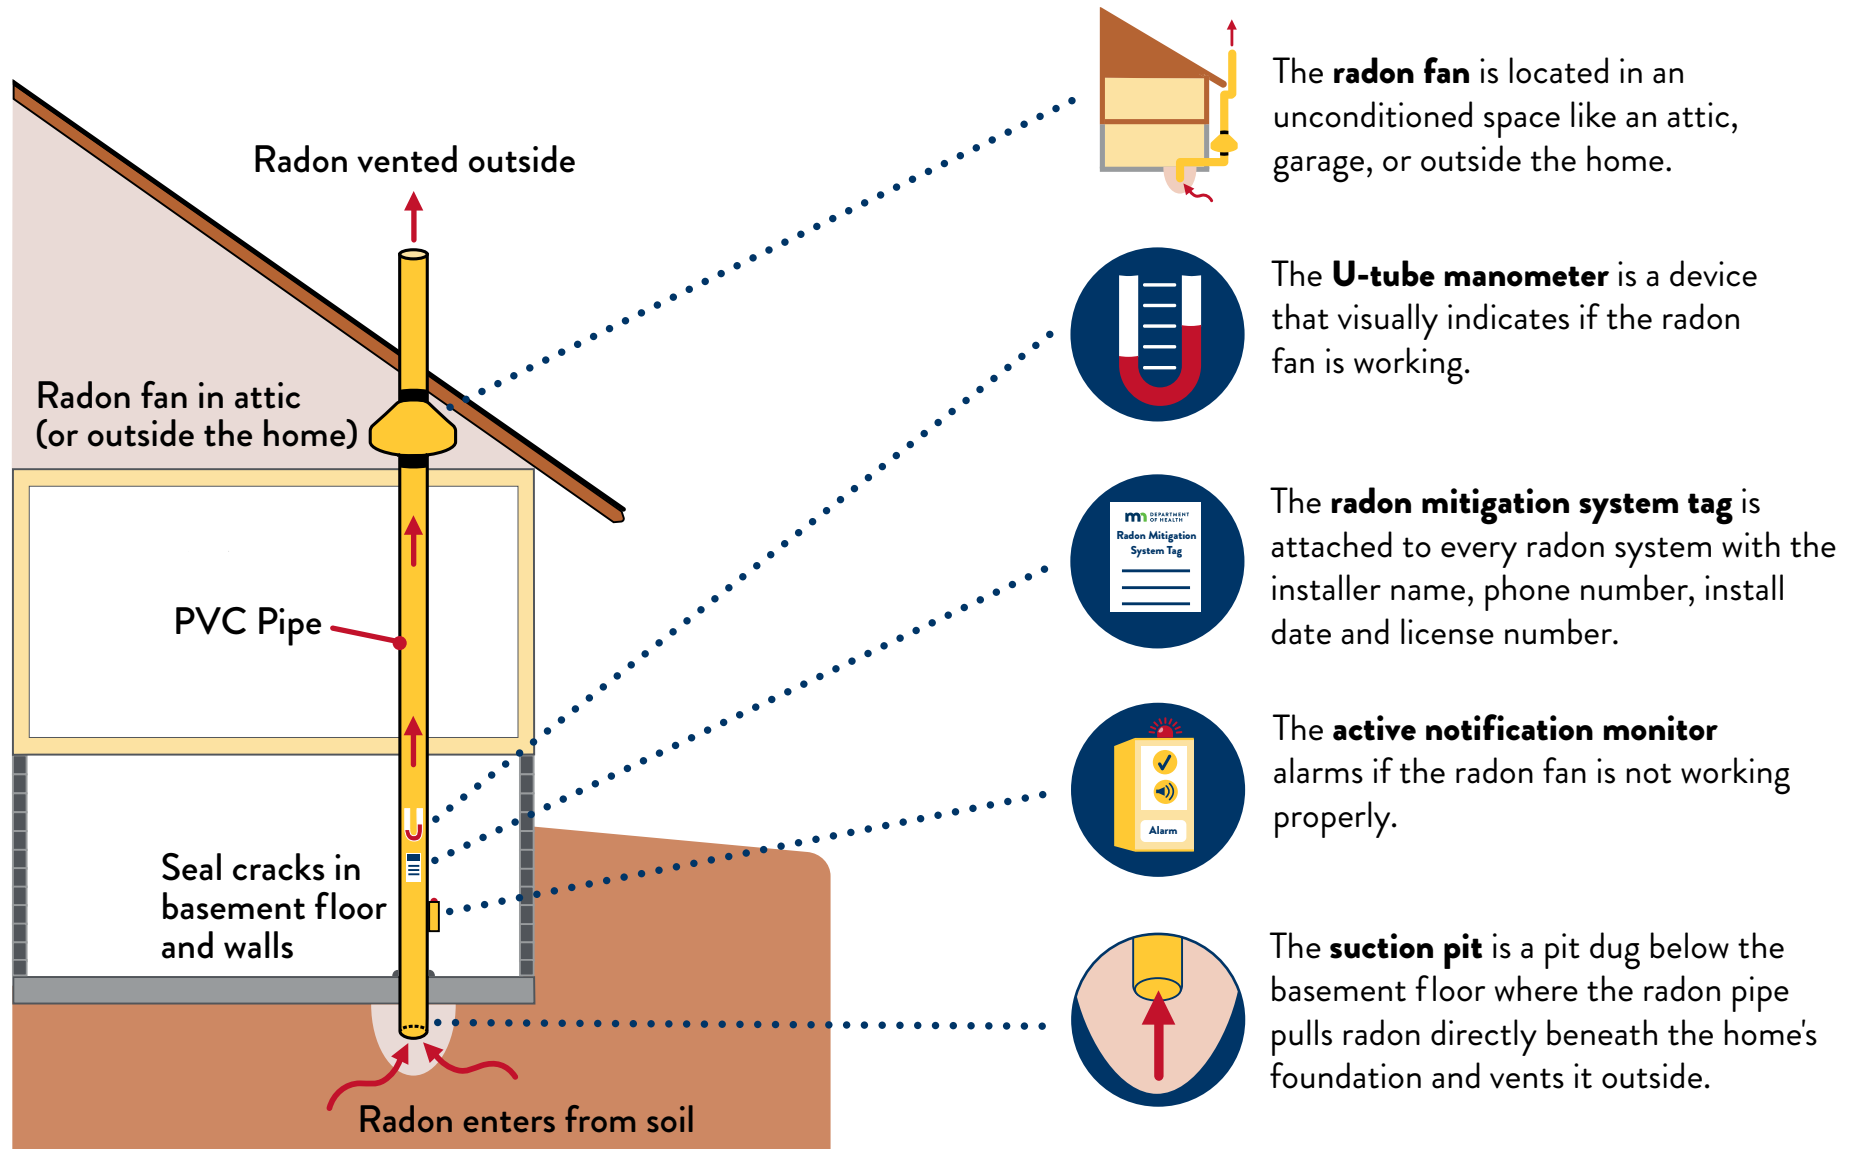 Radon vented outside
Radon fan in attic
(or outside the home)
PVC Pipe
Seal cracks in
basement floor
and walls
Radon enters from soil
The radon fan is located in an
unconditioned space like an attic,
garage, or outside the home.
The U-tube manometer is a device
that visually indicates if the radon
fan is working.
mn DEPARTMENT
OF HEALTH
Radon Mitigation
System Tag
The radon mitigation system tag is
attached to every radon system with the
installer name, phone number, install
date and license number.
Alarm
The active notification monitor
alarms if the radon fan is not working
properly.
The suction pit is a pit dug below the
basement floor where the radon pipe
pulls radon directly beneath the home's
foundation and vents it outside.